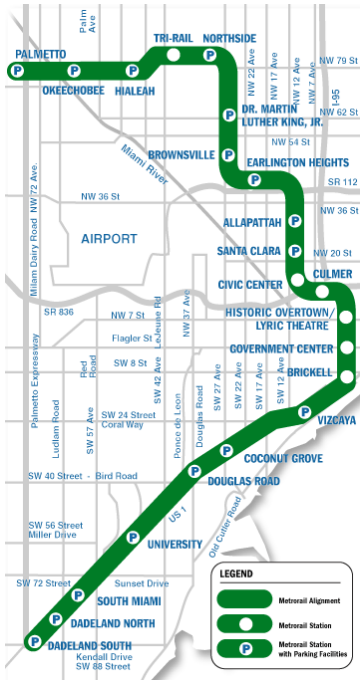 Palm
Ave
TRI-RAIL
NORTHSIDE
PALMETTO
OKEECHOBEE
HIALEAH
NW 22 Ave
NW 17 Ave
NW 12 Ave
NW 7 Ave
I-95
NW 79 St
NW 62 St
DR. MARTIN
LUTHER KING, JR.
NW 54 St
BROWNSVILLE
Miami River
EARLINGTON HEIGHTS
SR 112
Milam Dairy Road NW 72 Ave.
NW 36 St
NW 36 St
ALLAPATTAH
AIRPORT
SANTA CLARA
NW 20 St
CIVIC CENTER
CULMER
SR 836
NW 7 St
LeJeune Rd
NW 37 Ave
HISTORIC OVERTOWN/
LYRIC THEATRE
Flagler St
GOVERNMENT CENTER
SW 8 St
BRICKELL
Palmetto Expressway
Ludlam Road
Red
Road
SW 57 Ave
SW 42 Ave
Ponce de Leon
Douglas Road
SW 27 Ave
SW 22 Ave
SW 17 Ave
SW 12 Ave
SW 24 Street
Coral Way
VIZCAYA
COCONUT GROVE
SW 40 Street - Bird Road
DOUGLAS ROAD
US 1
Old Cutler Road
SW 56 Street
Miller Drive
UNIVERSITY
SW 72 Street
Sunset Drive
SOUTH MIAMI
DADELAND NORTH
DADELAND SOUTH
Kendall Drive
SW 88 Street
LEGEND
Metrorail Alignment
Metrorail Station
P
Metrorail Station
with Parking Facilities